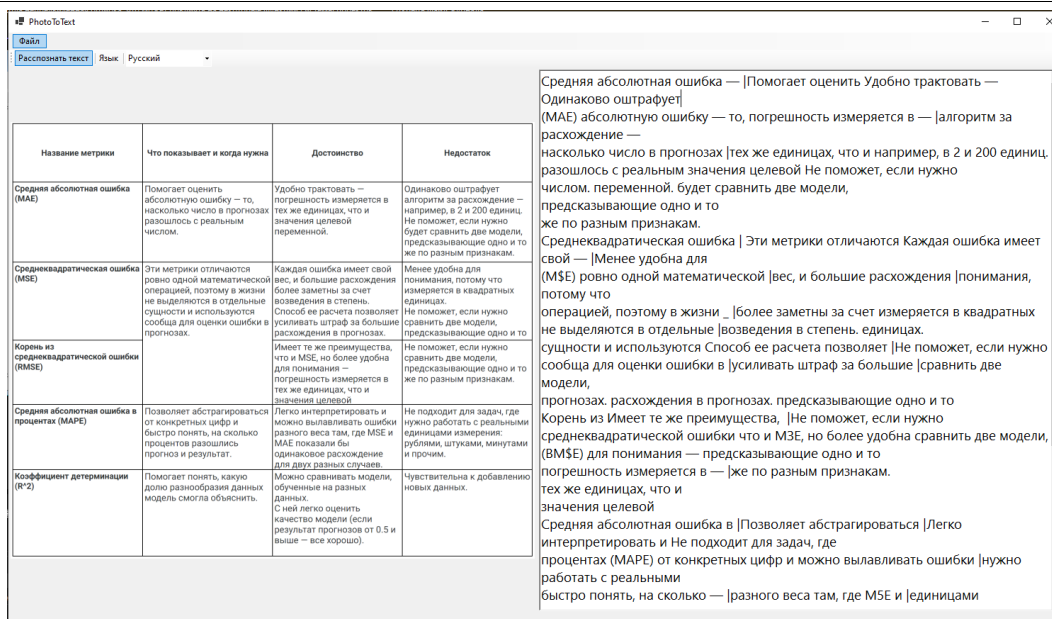 PhotoToText
Файл
Расспознать текст Язык Русский
Название метрики
Что показывает и когда нужна
Достоинство
Недостаток
Средняя абсолютная ошибка
(MAE)
Помогает оценить
абсолютную ошибку — то,
насколько число в прогнозах
разошлось с реальным
числом.
Удобно трактовать —
погрешность измеряется в
тех же единицах, что и
значения целевой
переменной.
Одинаково оштрафует
алгоритм за расхождение —
например, в 2 и 200 единиц.
Не поможет, если нужно
будет сравнить две модели,
предсказывающие одно и то
же по разным признакам.
Среднеквадратическая ошибка
(MSE)
Эти метрики отличаются
ровно одной математической
операцией, поэтому в жизни
не выделяются в отдельные
сущности и используются
сообща для оценки ошибки в
прогнозах.
Каждая ошибка имеет свой
вес, и большие расхождения
более заметны за счет
возведения в степень.
Способ ее расчета позволяет
усиливать штраф за большие
расхождения в прогнозах.
Менее удобна для
понимания, потому что
измеряется в квадратных
единицах.
Не поможет, если нужно
сравнить две модели,
предсказывающие одно и то
Корень из
среднеквадратической ошибки
(RMSE)
Имеет те же преимущества,
что и MSE, но более удобна
для понимания —
погрешность измеряется в
тех же единицах, что и
значения целевой
Не поможет, если нужно
сравнить две модели,
предсказывающие одно и то
же по разным признакам.
Средняя абсолютная ошибка в
процентах (MAPE)
Позволяет абстрагироваться
от конкретных цифр и
быстро понять, на сколько
процентов разошлись
прогноз и результат.
Легко интерпретировать и
можно вылавливать ошибки
разного веса там, где MSE и
MAE показали бы
одинаковое расхождение
для двух разных случаев.
Не подходит для задач, где
нужно работать с реальными
единицами измерения:
рублями, штуками, минутами
и прочим.
Коэффициент детерминации
(R^2)
Помогает понять, какую
долю разнообразия данных
модель смогла объяснить.
Можно сравнивать модели,
обученные на разных
данных.
С ней легко оценить
качество модели (если
результат прогнозов от 0.5 и
выше — все хорошо).
Чувствительна к добавлению
новых данных.
Средняя абсолютная ошибка — |Помогает оценить Удобно трактовать —
Одинаково оштрафует
(МАЕ) абсолютную ошибку — то, погрешность измеряется в — |алгоритм за
расхождение —
насколько число в прогнозах |тех же единицах, что и например, в 2 и 200 единиц.
разошлось с реальным значения целевой Не поможет, если нужно
числом. переменной. будет сравнить две модели,
предсказывающие одно и то
же по разным признакам.
Среднеквадратическая ошибка | Эти метрики отличаются Каждая ошибка имеет
свой — |Менее удобна для
(M$E) ровно одной математической |вес, и большие расхождения |понимания,
потому что
операцией, поэтому в жизни _ |более заметны за счет измеряется в квадратных
не выделяются в отдельные |возведения в степень. единицах.
сущности и используются Способ ее расчета позволяет |Не поможет, если нужно
сообща для оценки ошибки в |усиливать штраф за большие |сравнить две
модели,
прогнозах. расхождения в прогнозах. предсказывающие одно и то
Корень из Имеет те же преимущества, |Не поможет, если нужно
среднеквадратической ошибки что и МЗЕ, но более удобна сравнить две модели,
(ВМ$Е) для понимания — предсказывающие одно и то
погрешность измеряется в — |же по разным признакам.
тех же единицах, что и
значения целевой
Средняя абсолютная ошибка в |Позволяет абстрагироваться |Легко
интерпретировать и Не подходит для задач, где
процентах (МАРЕ) от конкретных цифр и можно вылавливать ошибки |нужно
работать с реальными
быстро понять, на сколько — |разного веса там, где М5Е и |единицами